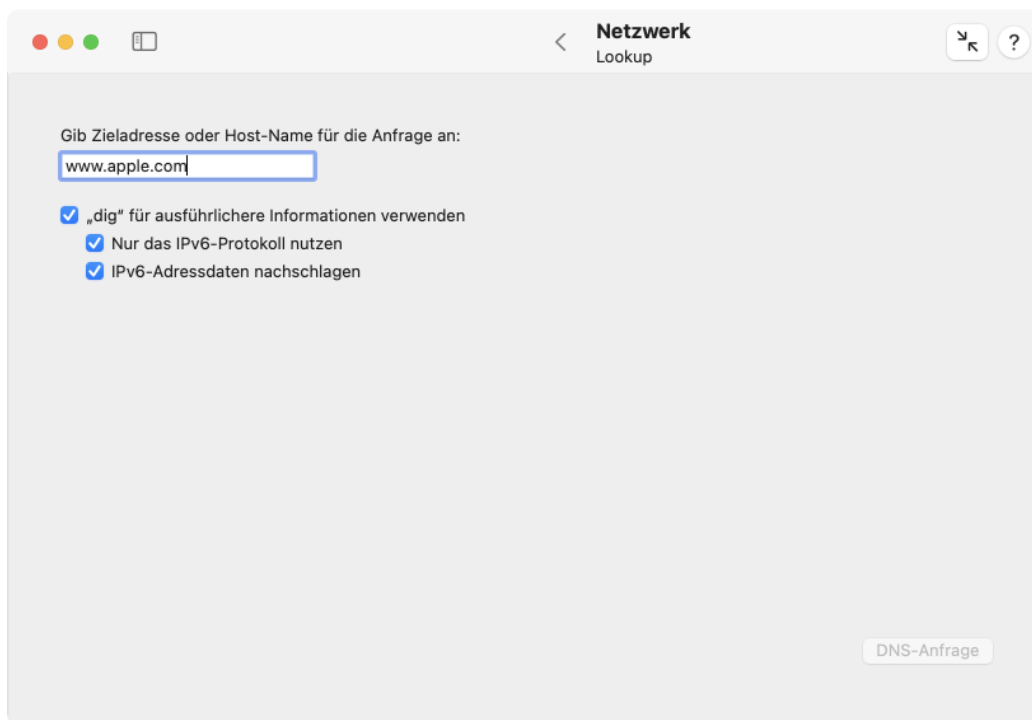 Netzwerk
Lookup
?
Gib Zieladresse oder Host-Name für die Anfrage an:
www.apple.com
„dig“ für ausführlichere Informationen verwenden
Nur das IPv6-Protokoll nutzen
IPv6-Adressdaten nachschlagen
DNS-Anfrage